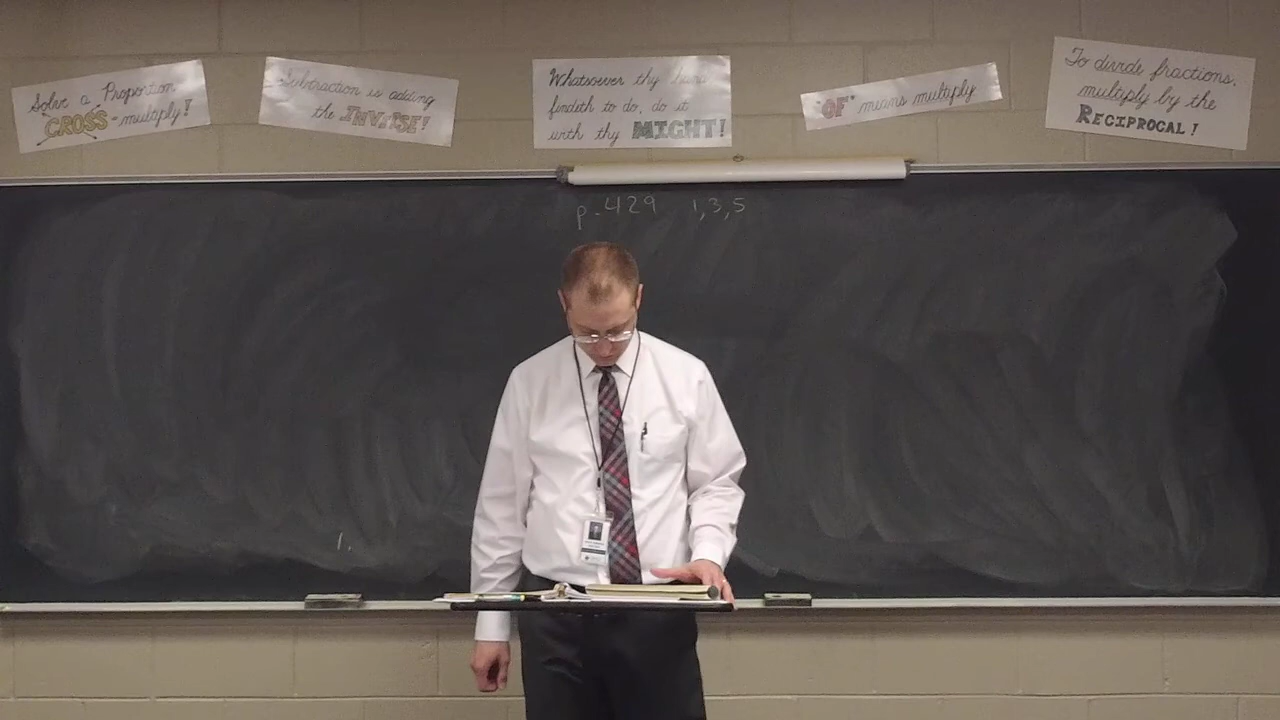 Solve a Proportion
"CROSS"-multiply!
Subtraction is adding
the INVERSE!
Whatsoever thy hand
findeth to do, do it
with thy MIGHT!
"OF" means multiply
To divide fractions,
multiply by the
RECIPROCAL!
p.429 1,3,5